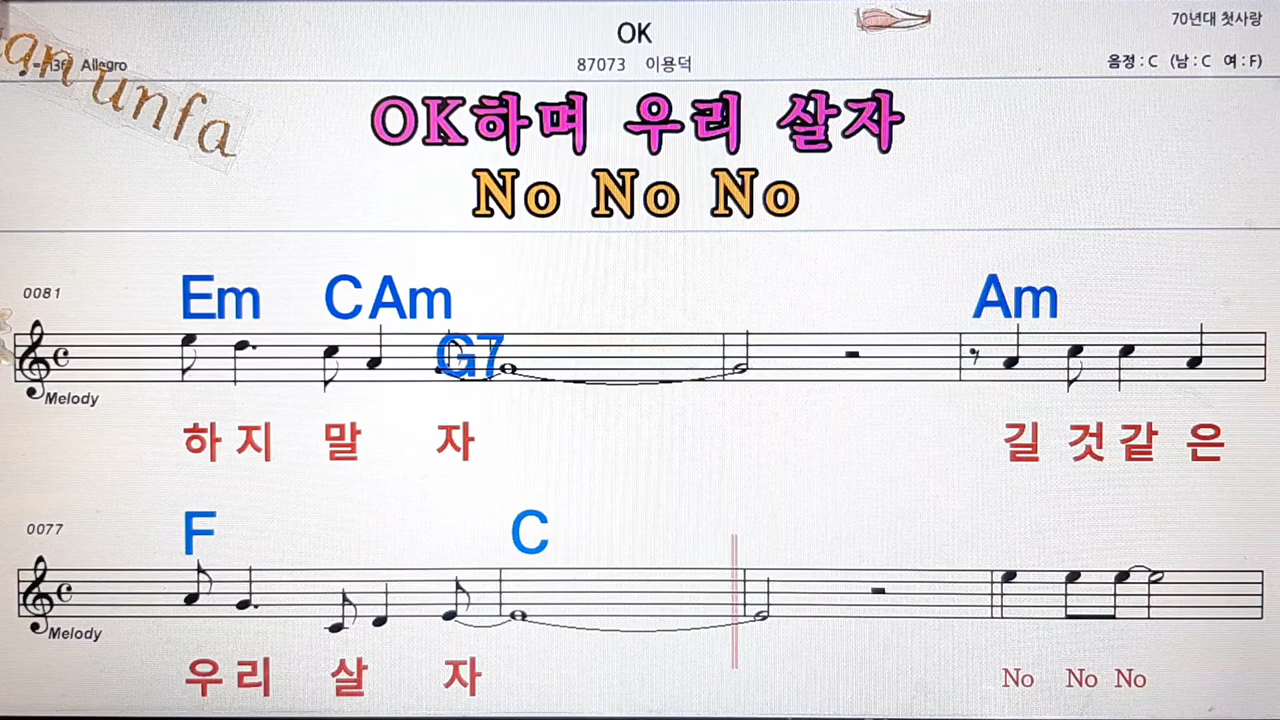 OK
70년대 첫사랑
Allegro
87073 이용덕
음정 : C (남 : C 여 : F)
an unfa
OK하며 우리 살자
No No No
0081
Em C Am G7 Am
Melody
하지 말 자 길 것같 은
0077
F C
Melody
우리 살 자 No No No